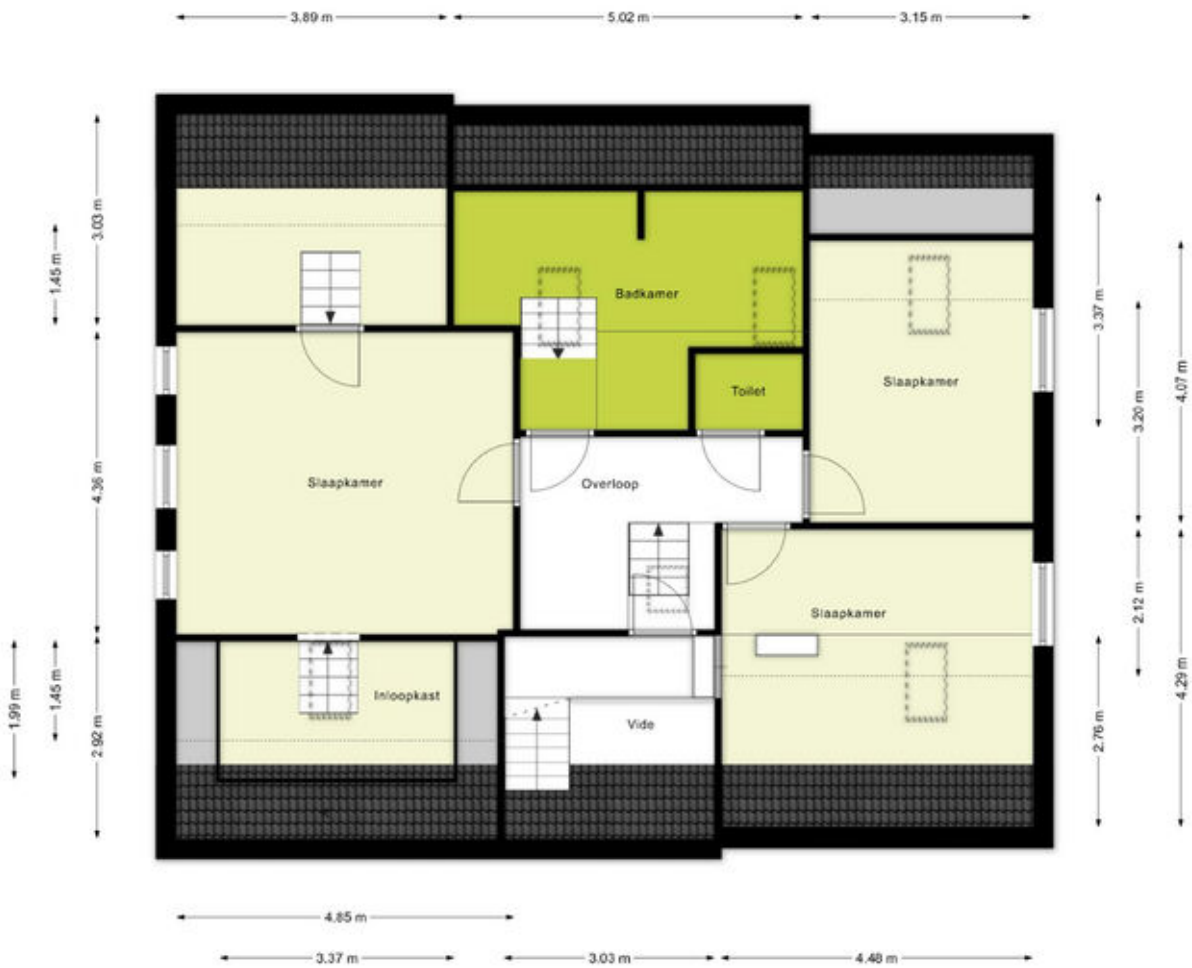 3.89 m
5.02 m
3.15 m
3.03 m
1.45 m
Badkamer
3.37 m
Toilet
Slaapkamer
4.07 m
3.20 m
Slaapkamer
4.36 m
Overloop
Slaapkamer
2.12 m
4.29 m
1.99 m
1.45 m
2.92 m
Inloopkast
Vide
2.76 m
4.85 m
3.37 m
3.03 m
4.48 m